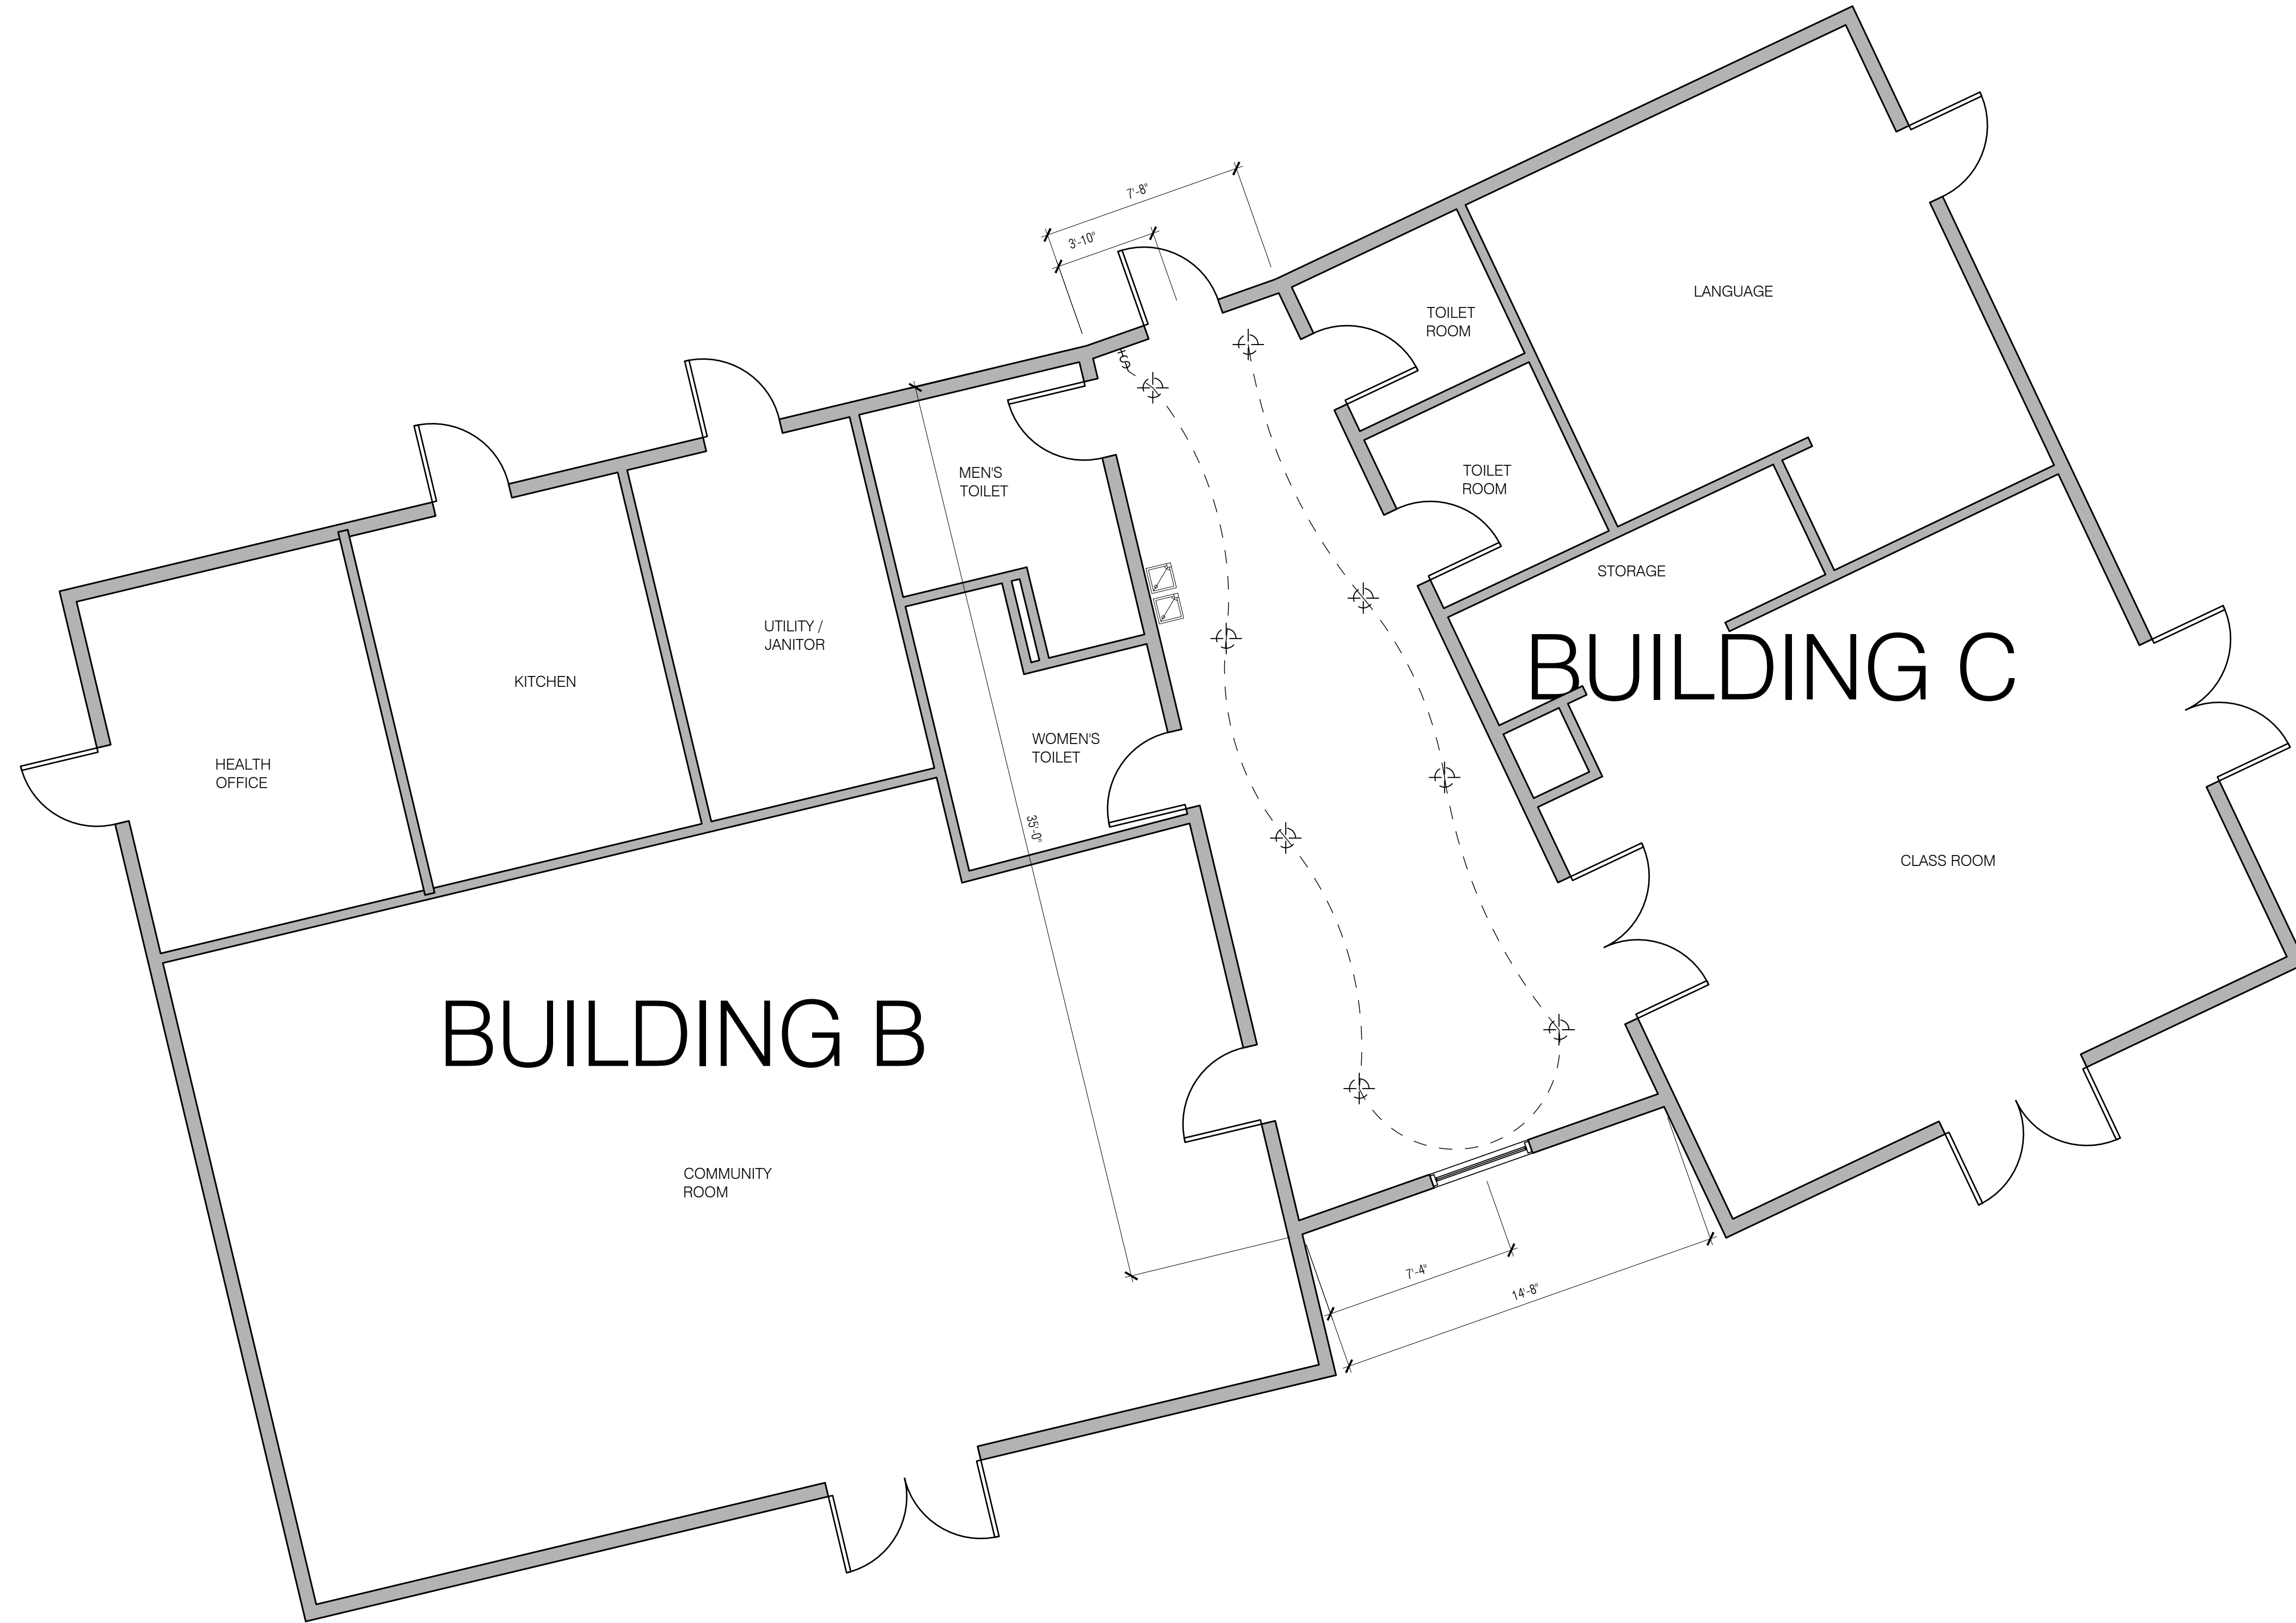 7'-8"
3'-10"
LANGUAGE
TOILET
ROOM
$
MEN'S
TOILET
TOILET
ROOM
STORAGE
UTILITY /
JANITOR
BUILDING C
KITCHEN
WOMEN'S
TOILET
HEALTH
OFFICE
35'-0"
CLASS ROOM
BUILDING B
COMMUNITY
ROOM
7'-4"
14'-8"